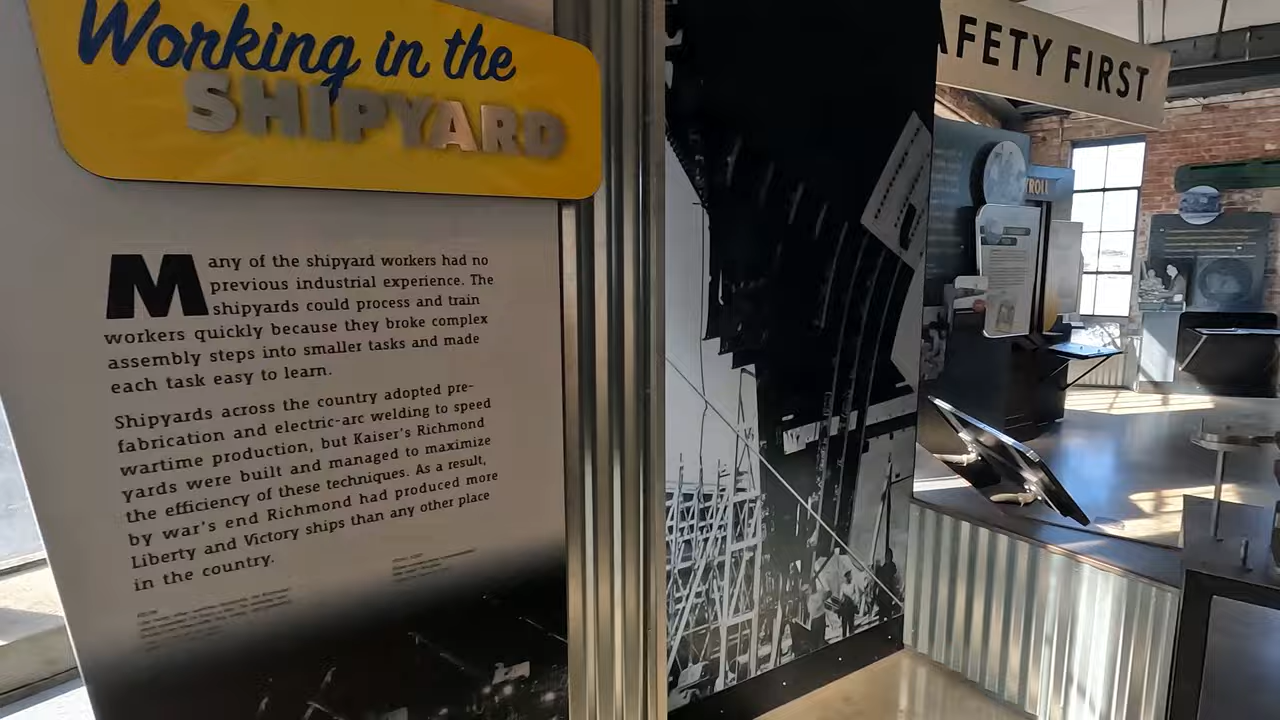 Working in the
SHIPYARD
Many of the shipyard workers had no
previous industrial experience. The
shipyards could process and train
workers quickly because they broke complex
assembly steps into smaller tasks and made
each task easy to learn.
Shipyards across the country adopted pre-
fabrication and electric-arc welding to speed
wartime production, but Kaiser's Richmond
yards were built and managed to maximize
the efficiency of these techniques. As a result,
by war's end Richmond had produced more
Liberty and Victory ships than any other place
in the country.
AFETY FIRST
ROLL